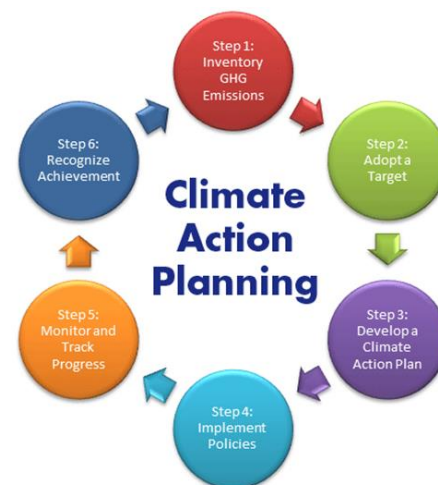 Step 1:
Inventory
GHG
Emissions
Step 2:
Adopt a
Target
Step 3:
Develop a
Climate
Action Plan
Step 4:
Implement
Policies
Step 5:
Monitor and
Track
Progress
Step 6:
Recognize
Achievement
Climate
Action
Planning